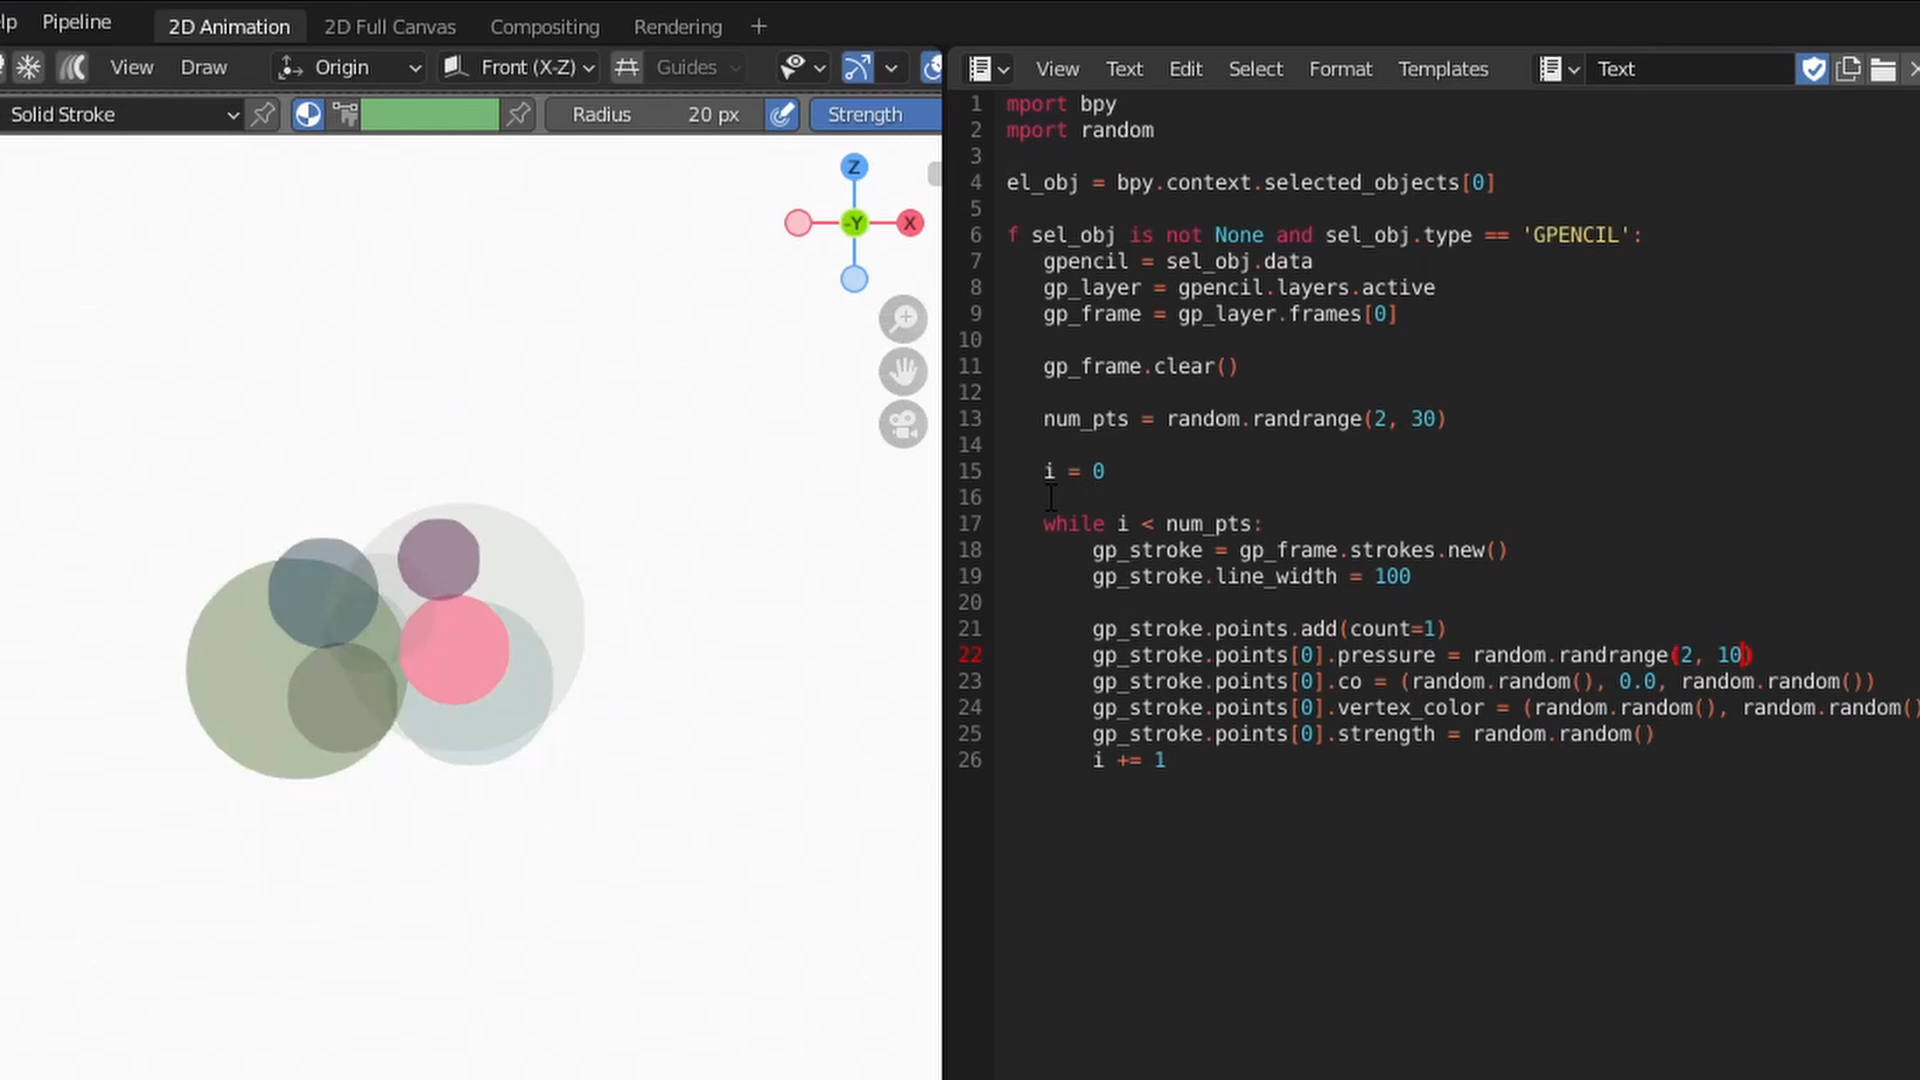 lp Pipeline 2D Animation 2D Full Canvas Compositing Rendering +
View Draw Origin Front (X-Z) Guides
Solid Stroke Radius 20 px Strength
Z
-Y
X
View Text Edit Select Format Templates Text
1 mport bpy
2 mport random
3
4 el_obj = bpy.context.selected_objects[0]
5
6 f sel_obj is not None and sel_obj.type == 'GPENCIL':
7 gpencil = sel_obj.data
8 gp_layer = gpencil.layers.active
9 gp_frame = gp_layer.frames[0]
10
11 gp_frame.clear()
12
13 num_pts = random.randrange(2, 30)
14
15 i = 0
16
17 while i < num_pts:
18 gp_stroke = gp_frame.strokes.new()
19 gp_stroke.line_width = 100
20
21 gp_stroke.points.add(count=1)
22 gp_stroke.points[0].pressure = random.randrange(2, 10)
23 gp_stroke.points[0].co = (random.random(), 0.0, random.random())
24 gp_stroke.points[0].vertex_color = (random.random(), random.random()
25 gp_stroke.points[0].strength = random.random()
26 i += 1